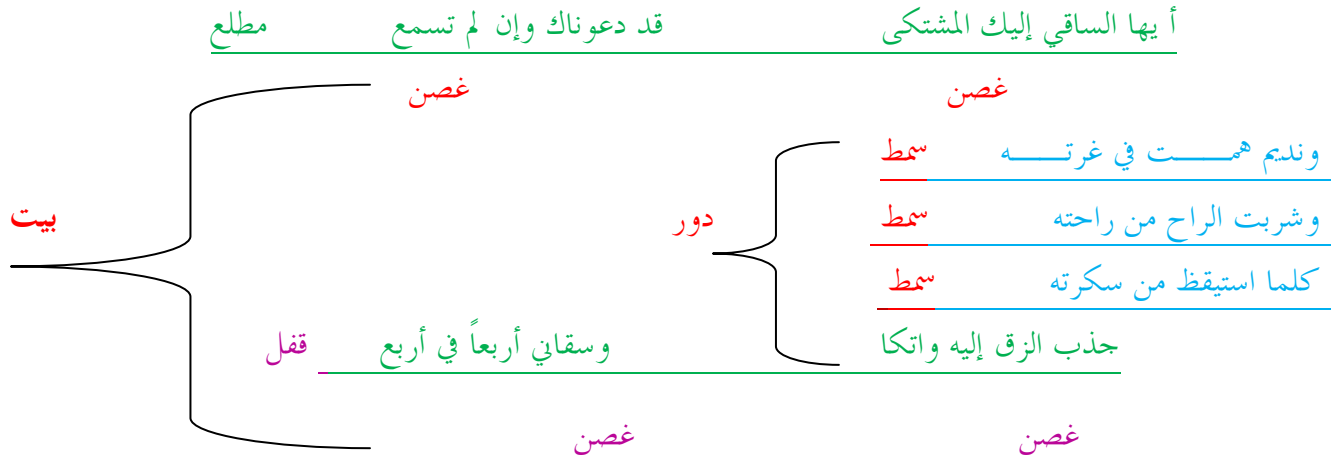 أ يها الساقي إليك المشتكى قد دعوناك وإن لم تسمع مطلع
غصن غصن
ونديم همـــــت في غرتـــــه سمط
وشربت الراح من راحته سمط
دور
بيت
كلما استيقظ من سكرته سمط
جذب الزق إليه واتكا وسقاني أربعاً في أربع قفل
غصن غصن